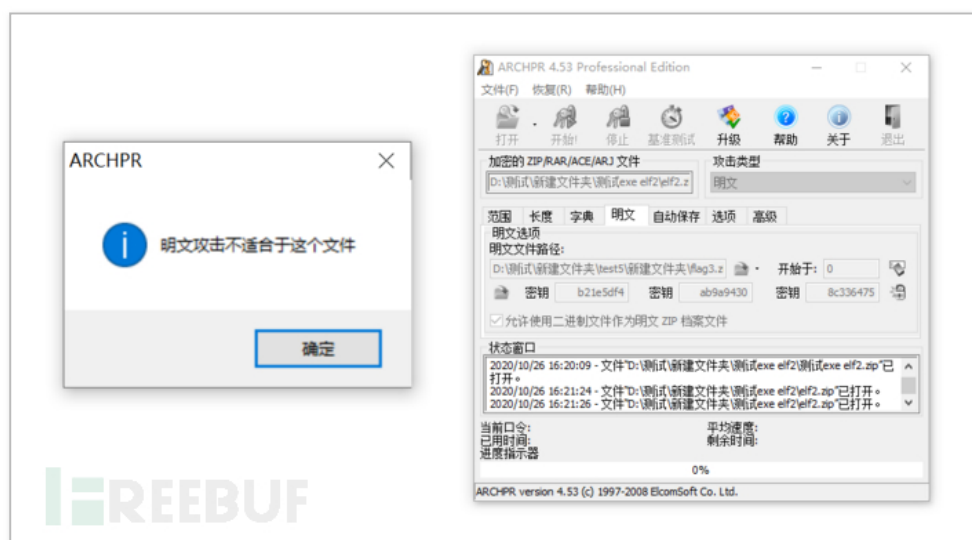 ARCHPR
明文攻击不适合于这个文件
确定
FREEBUF
ARCHPR 4.53 Professional Edition
文件(F) 恢复(R) 帮助(H)
打开 开始! 停止 基准测试 升级 帮助 关于 退出
加密的 ZIP/RAR/ACE/ARJ 文件 攻击类型
D:\测试\新建文件夹\测试exe elf2\elf2.z 明文
范围 长度 字典 明文 自动保存 选项 高级
明文选项
明文文件路径:
D:\测试\新建文件夹\test5\新建文件夹\flag3.z 开始于: 0
密钥 b21e5df4 密钥 ab9a9430 密钥 8c336475
允许使用二进制文件作为明文 ZIP 档案文件
状态窗口
2020/10/26 16:20:09 - 文件"D:\测试\新建文件夹\测试exe elf2\测试exe elf2.zip"已
打开。
2020/10/26 16:21:24 - 文件"D:\测试\新建文件夹\测试exe elf2\elf2.zip"已打开。
2020/10/26 16:21:26 - 文件"D:\测试\新建文件夹\测试exe elf2\elf2.zip"已打开。
当前口令: 平均速度:
已用时间: 剩余时间:
进度指示器
0%
ARCHPR version 4.53 (c) 1997-2008 ElcomSoft Co. Ltd.